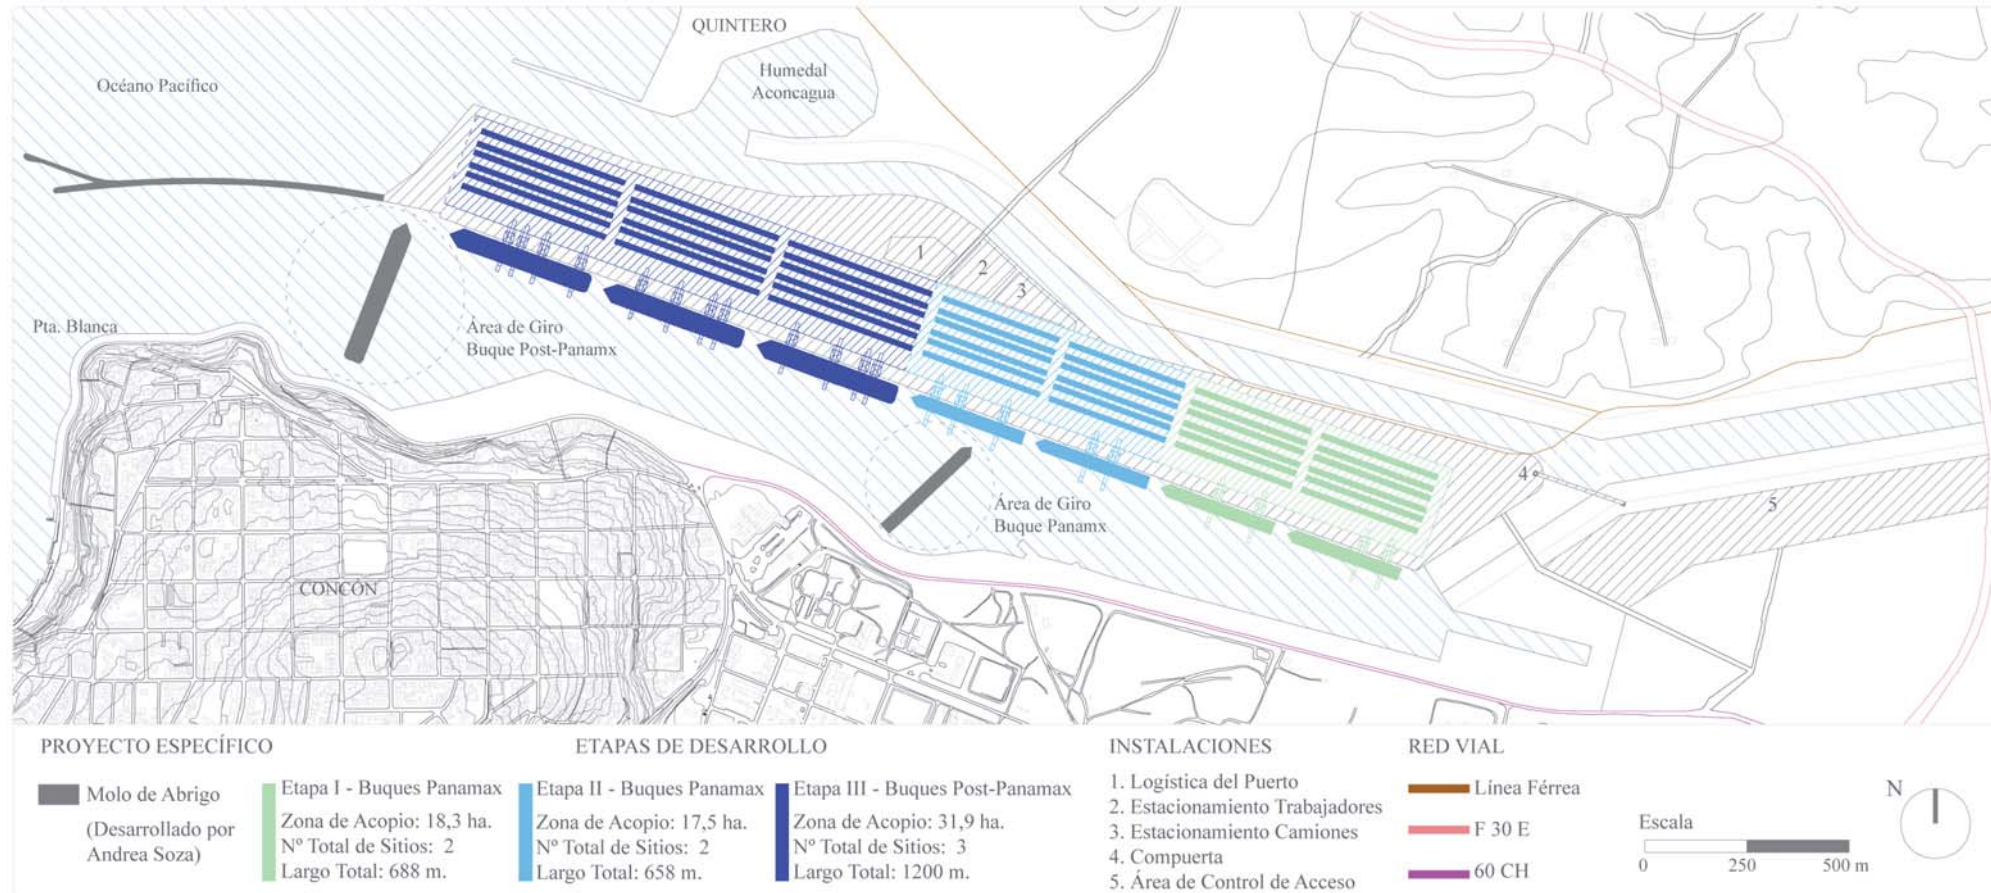 QUINTERO
Océano Pacífico
Humedal
Aconcagua
1
2
3
Pta. Blanca
Área de Giro
Buque Post-Panamx
4
5
Área de Giro
Buque Panamx
CONCÓN
PROYECTO ESPECÍFICO
Molo de Abrigo
(Desarrollado por
Andrea Soza)
ETAPAS DE DESARROLLO
Etapa I - Buques Panamax
Zona de Acopio: 18,3 ha.
Nº Total de Sitios: 2
Largo Total: 688 m.
Etapa II - Buques Panamax
Zona de Acopio: 17,5 ha.
Nº Total de Sitios: 2
Largo Total: 658 m.
Etapa III - Buques Post-Panamax
Zona de Acopio: 31,9 ha.
Nº Total de Sitios: 3
Largo Total: 1200 m.
INSTALACIONES
1. Logística del Puerto
2. Estacionamiento Trabajadores
3. Estacionamiento Camiones
4. Compuerta
5. Área de Control de Acceso
RED VIAL
Línea Férrea
F 30 E
60 CH
Escala
0 250 500 m
N